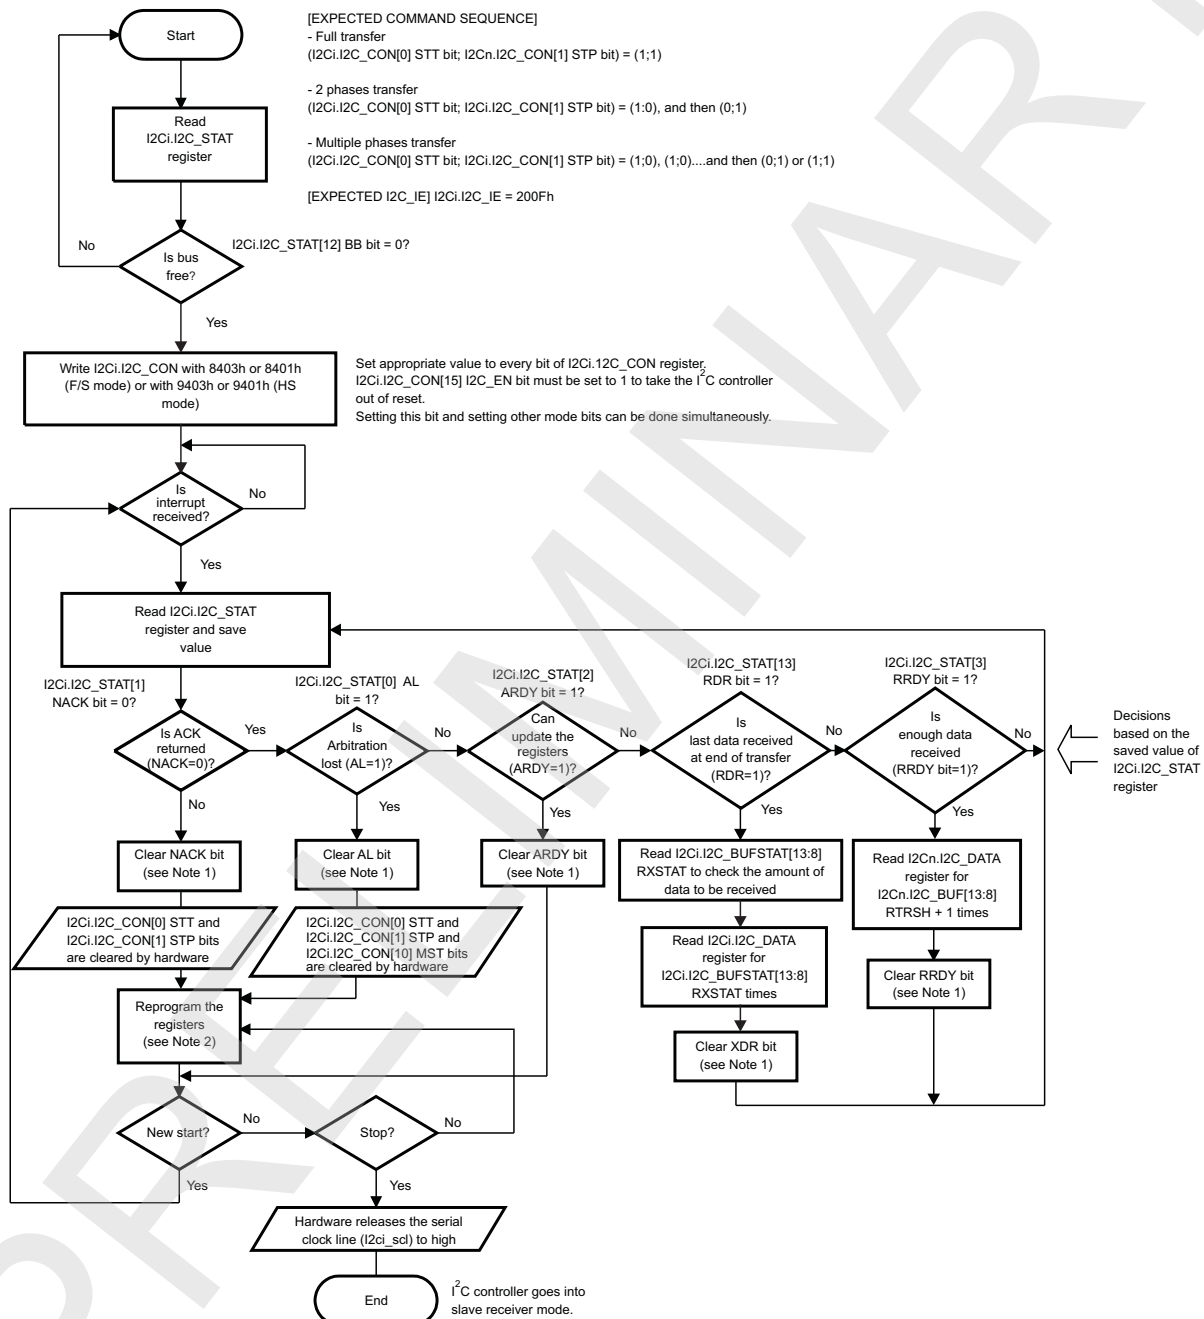 Start
[EXPECTED COMMAND SEQUENCE]
- Full transfer
(I2Ci.I2C_CON[0] STT bit; I2Cn.I2C_CON[1] STP bit) = (1;1)
- 2 phases transfer
(I2Ci.I2C_CON[0] STT bit; I2Ci.I2C_CON[1] STP bit) = (1:0), and then (0;1)
- Multiple phases transfer
(I2Ci.I2C_CON[0] STT bit; I2Ci.I2C_CON[1] STP bit) = (1;0), (1;0)....and then (0;1) or (1;1)
[EXPECTED I2C_IE] I2Ci.I2C_IE = 200Fh
Read
I2Ci.I2C_STAT
register
No
I2Ci.I2C_STAT[12] BB bit = 0?
Is bus
free?
Yes
Write I2Ci.I2C_CON with 8403h or 8401h
(F/S mode) or with 9403h or 9401h (HS
mode)
Set appropriate value to every bit of I2Ci.12C_CON register.
I2Ci.I2C_CON[15] I2C_EN bit must be set to 1 to take the I²C controller
out of reset.
Setting this bit and setting other mode bits can be done simultaneously.
Is
interrupt
received?
No
Yes
Read I2Ci.I2C_STAT
register and save
value
I2Ci.I2C_STAT[1]
NACK bit = 0?
I2Ci.I2C_STAT[0] AL
bit = 1?
I2Ci.I2C_STAT[2]
ARDY bit = 1?
I2Ci.I2C_STAT[13]
RDR bit = 1?
I2Ci.I2C_STAT[3]
RRDY bit = 1?
Is ACK
returned
(NACK=0)?
Yes
Is
Arbitration
lost (AL=1)?
No
Can
update the
registers
(ARDY=1)?
No
Is
last data received
at end of transfer
(RDR=1)?
No
Is
enough data
received
(RRDY bit=1)?
No
Decisions
based on the
saved value of
I2Ci.I2C_STAT
register
No
Yes
Yes
Yes
Yes
Clear NACK bit
(see Note 1)
Clear AL bit
(see Note 1)
Clear ARDY bit
(see Note 1)
Read I2Ci.I2C_BUFSTAT[13:8]
RXSTAT to check the amount of
data to be received
Read I2Cn.I2C_DATA
register for
I2Cn.I2C_BUF[13:8]
RTRSH + 1 times
I2Ci.I2C_CON[0] STT and
I2Ci.I2C_CON[1] STP bits
are cleared by hardware
I2Ci.I2C_CON[0] STT and
I2Ci.I2C_CON[1] STP and
I2Ci.I2C_CON[10] MST bits
are cleared by hardware
Read I2Ci.I2C_DATA
register for
I2Ci.I2C_BUFSTAT[13:8]
RXSTAT times
Clear RRDY bit
(see Note 1)
Reprogram the
registers
(see Note 2)
Clear XDR bit
(see Note 1)
New start?
No
Stop?
No
Yes
Yes
Hardware releases the serial
clock line (I2ci_scl) to high
End
I²C controller goes into
slave receiver mode.
PRELIMINARY